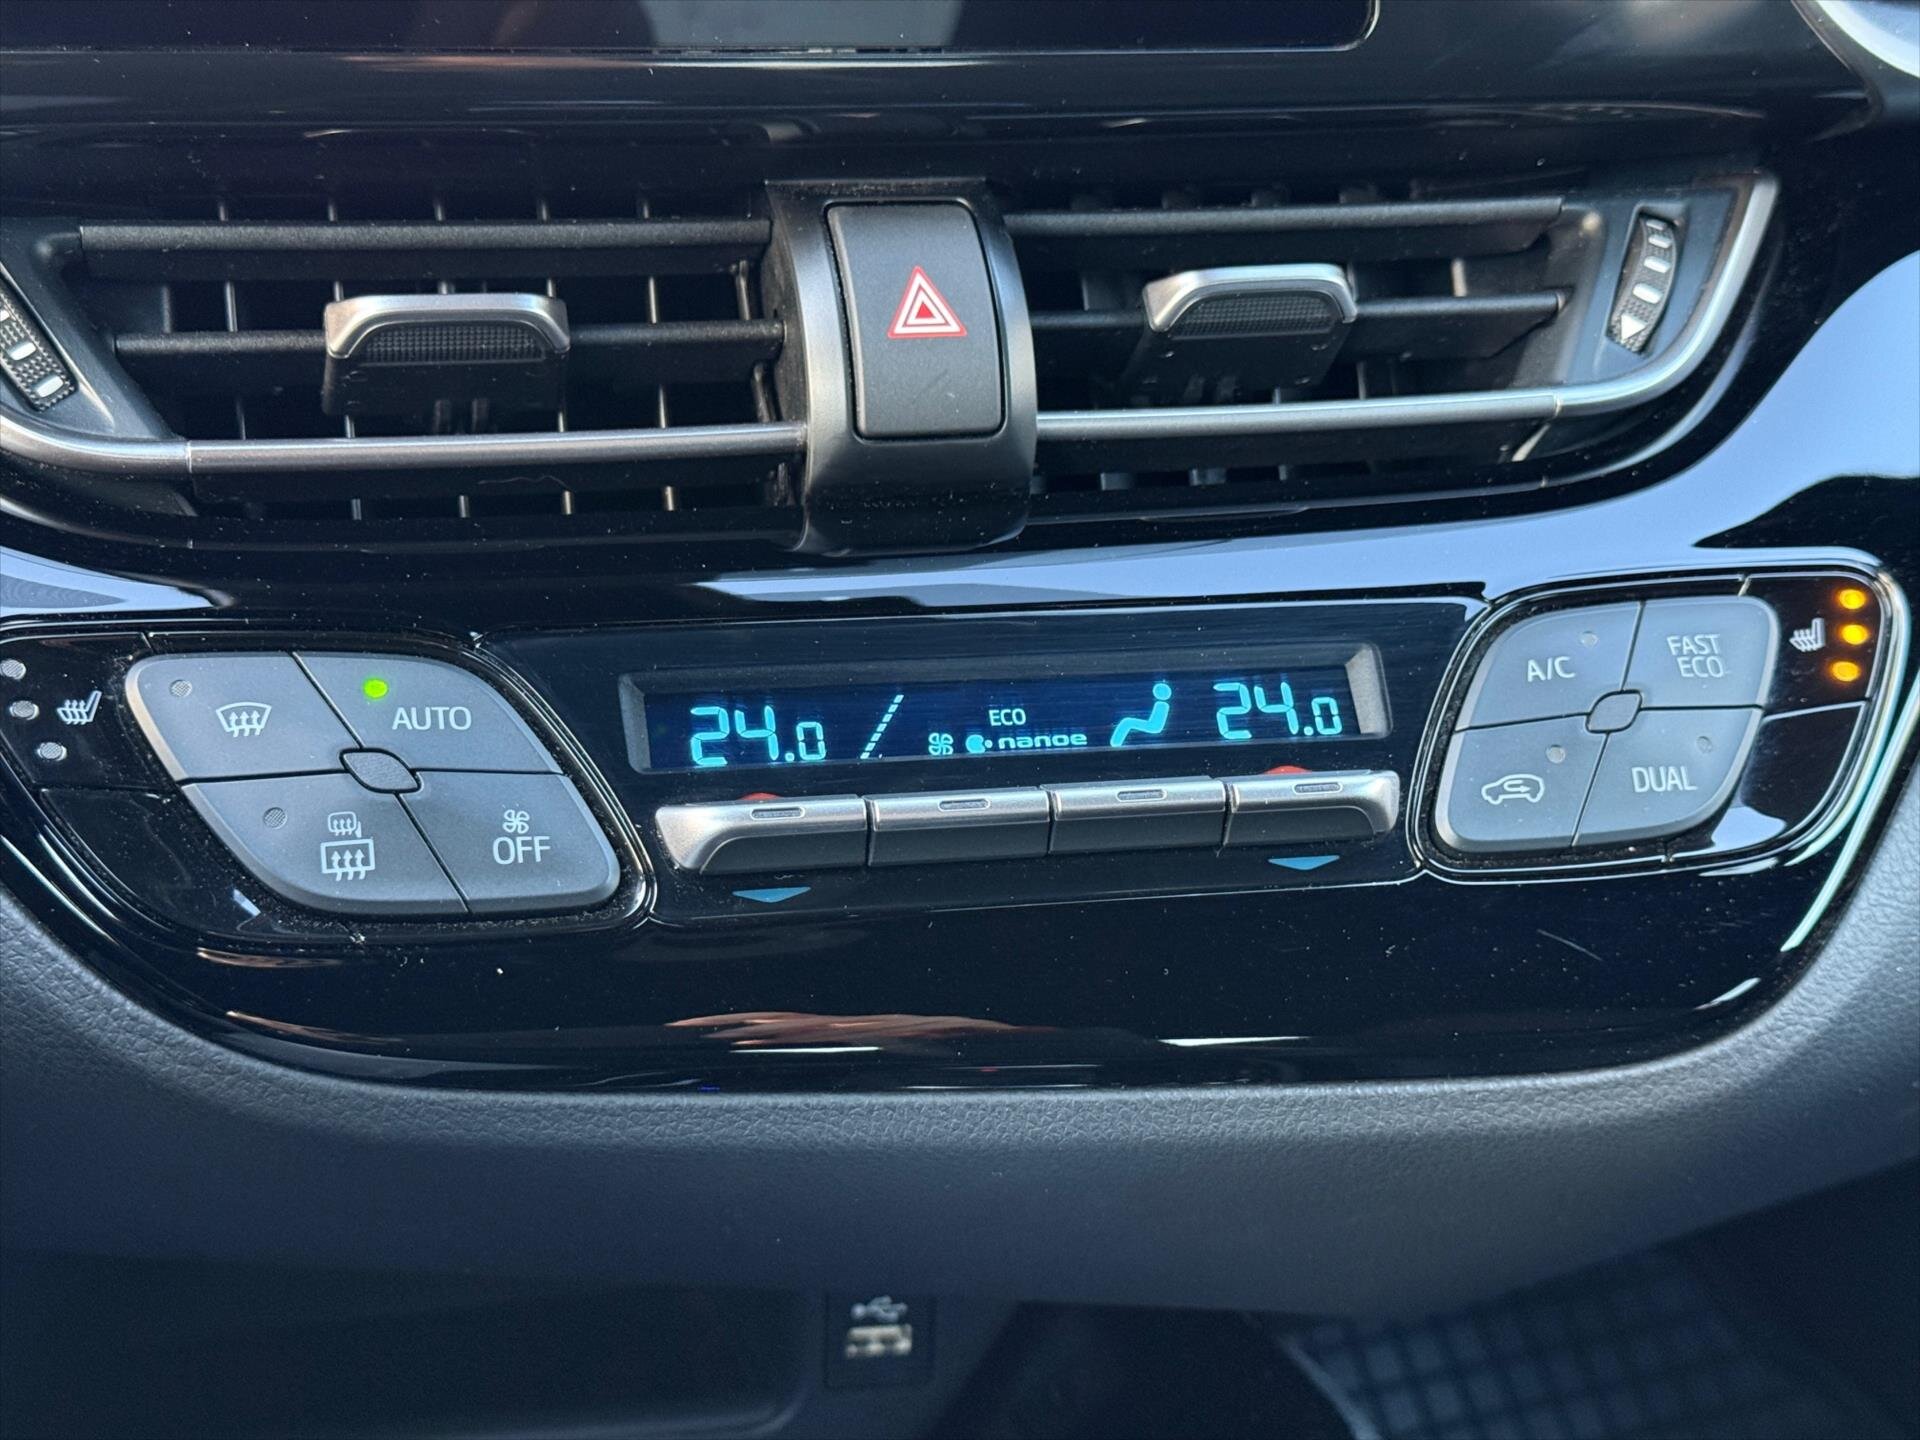 AUTO
OFF
24.0
ECO
nanoe
24.0
A/C
FAST
ECO
DUAL